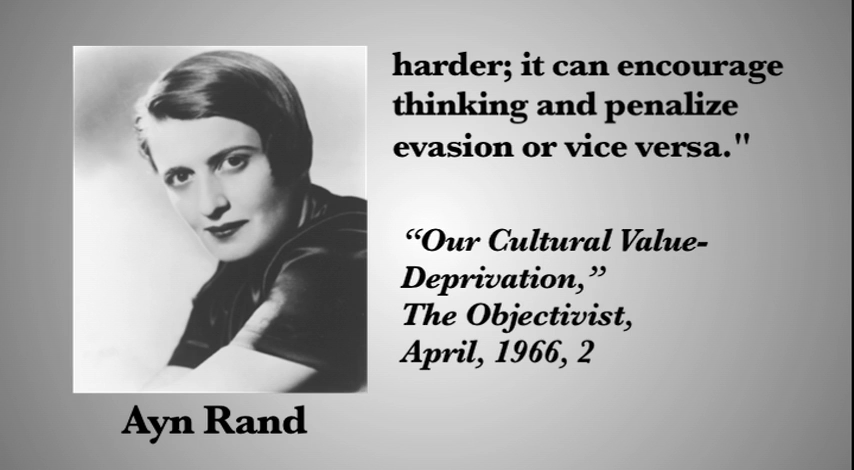 harder; it can encourage
thinking and penalize
evasion or vice versa."
“Our Cultural Value-
Deprivation,”
The Objectivist,
April, 1966, 2
Ayn Rand